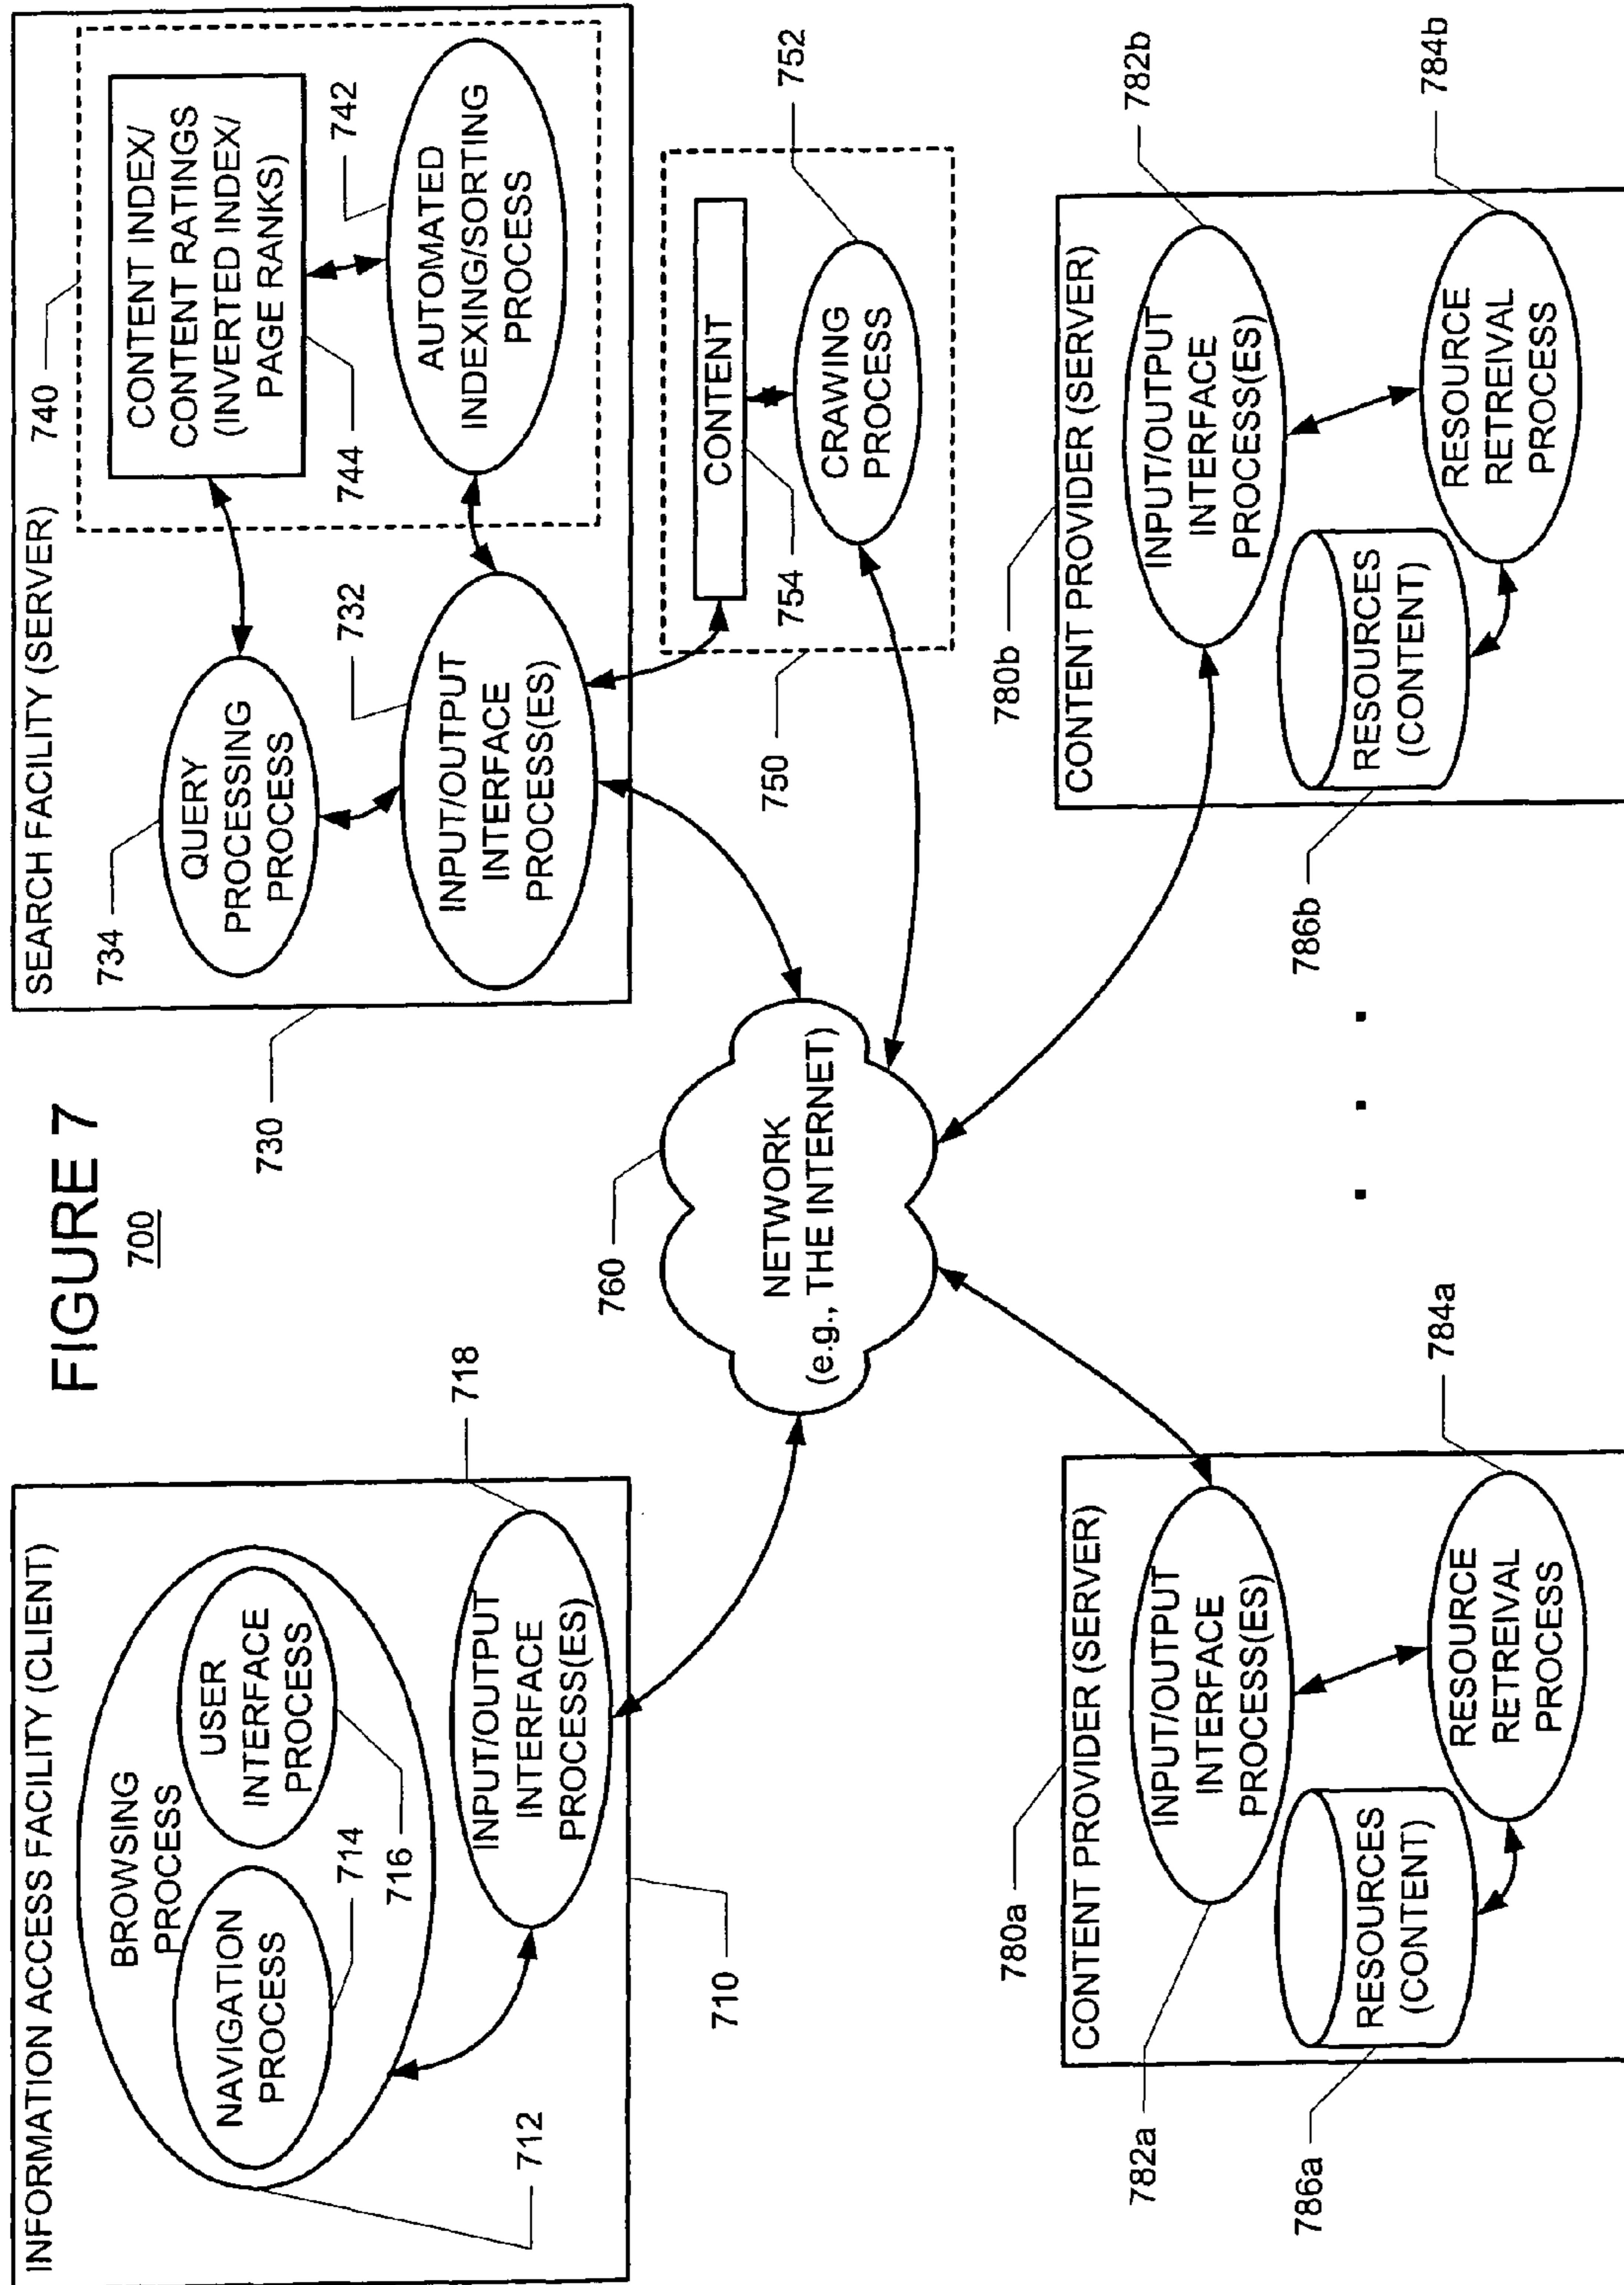 FIGURE 7
700
INFORMATION ACCESS FACILITY (CLIENT)
BROWSING
PROCESS
NAVIGATION
PROCESS
USER
INTERFACE
PROCESS
714
716
712
INPUT/OUTPUT
INTERFACE
PROCESS(ES)
718
710
SEARCH FACILITY (SERVER)
740
734
QUERY
PROCESSING
PROCESS
CONTENT INDEX/
CONTENT RATINGS
(INVERTED INDEX/
PAGE RANKS)
744
742
732
INPUT/OUTPUT
INTERFACE
PROCESS(ES)
AUTOMATED
INDEXING/SORTING
PROCESS
730
CONTENT
754
CRAWING
PROCESS
752
750
760
NETWORK
(e.g., THE INTERNET)
780a
CONTENT PROVIDER (SERVER)
782a
INPUT/OUTPUT
INTERFACE
PROCESS(ES)
786a
RESOURCES
(CONTENT)
RESOURCE
RETREIVAL
PROCESS
784a
. . .
780b
CONTENT PROVIDER (SERVER)
782b
INPUT/OUTPUT
INTERFACE
PROCESS(ES)
786b
RESOURCES
(CONTENT)
RESOURCE
RETREIVAL
PROCESS
784b